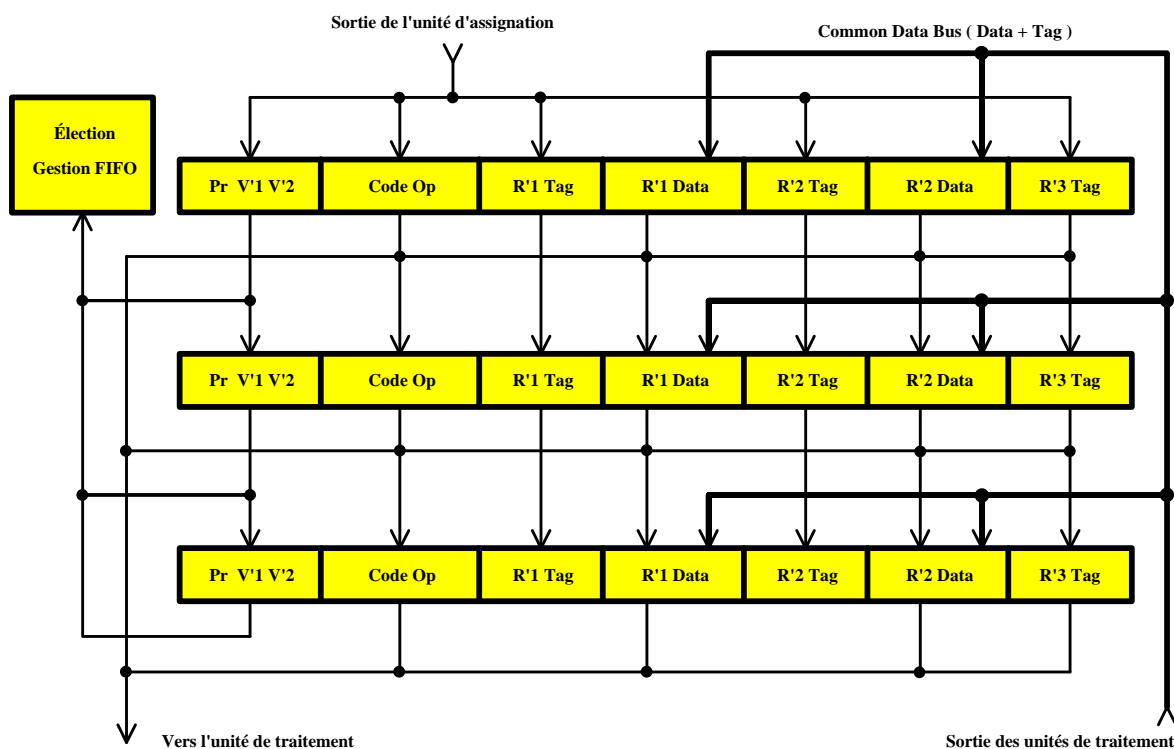 Sortie de l'unité d'assignation
Common Data Bus ( Data + Tag )
Élection
Gestion FIFO
Pr V'1 V'2 Code Op R'1 Tag R'1 Data R'2 Tag R'2 Data R'3 Tag
Pr V'1 V'2 Code Op R'1 Tag R'1 Data R'2 Tag R'2 Data R'3 Tag
Pr V'1 V'2 Code Op R'1 Tag R'1 Data R'2 Tag R'2 Data R'3 Tag
Vers l'unité de traitement Sortie des unités de traitement